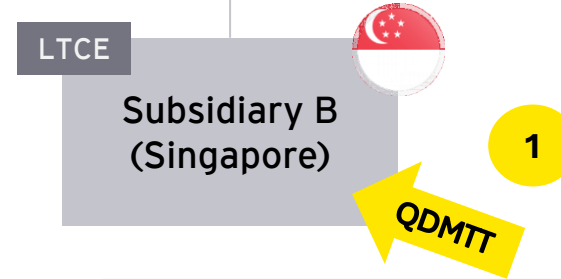 LTCE
Subsidiary B
(Singapore)
1
QDMTT